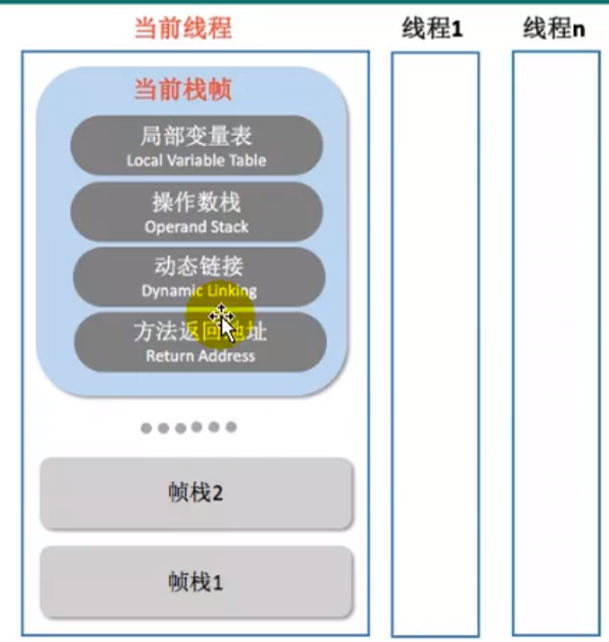 当前线程
线程1
线程n
当前栈帧
局部变量表
Local Variable Table
操作数栈
Operand Stack
动态链接
Dynamic Linking
方法返回地址
Return Address
帧栈2
帧栈1